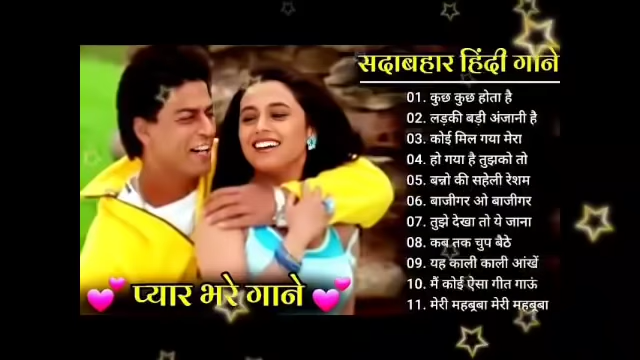 सदाबहार हिंदी गाने
01. कुछ कुछ होता है
02. लड़की बड़ी अंजानी है
03. कोई मिल गया मेरा
04. हो गया है तुझको तो
05. बन्नो की सहेली रेशम
06. बाजीगर ओ बाजीगर
07. तुझे देखा तो ये जाना
08. कब तक चुप बैठे
09. यह काली काली आंखें
10. मैं कोई ऐसा गीत गाऊं
11. मेरी महबूबा मेरी महबूबा
प्यार भरे गाने